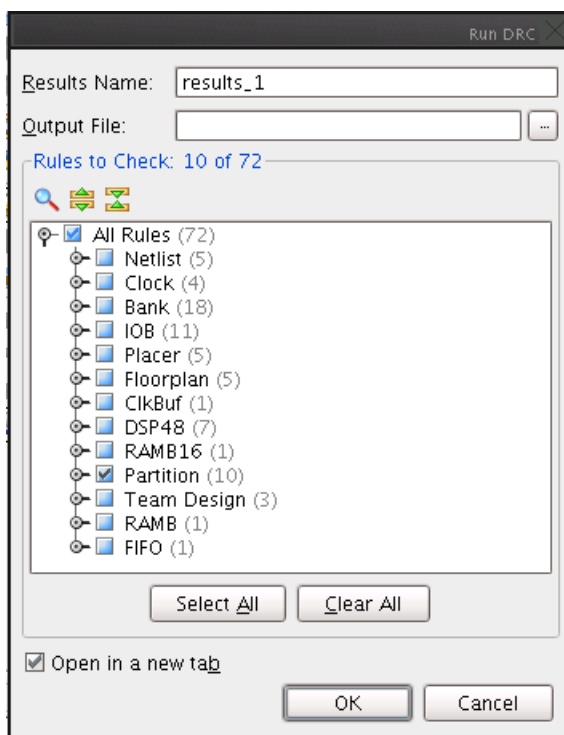 Run DRC
Results Name: results_1
Output File: ...
Rules to Check: 10 of 72
All Rules (72)
Netlist (5)
Clock (4)
Bank (18)
IOB (11)
Placer (5)
Floorplan (5)
ClkBuf (1)
DSP48 (7)
RAMB16 (1)
Partition (10)
Team Design (3)
RAMB (1)
FIFO (1)
Select All Clear All
Open in a new tab
OK Cancel